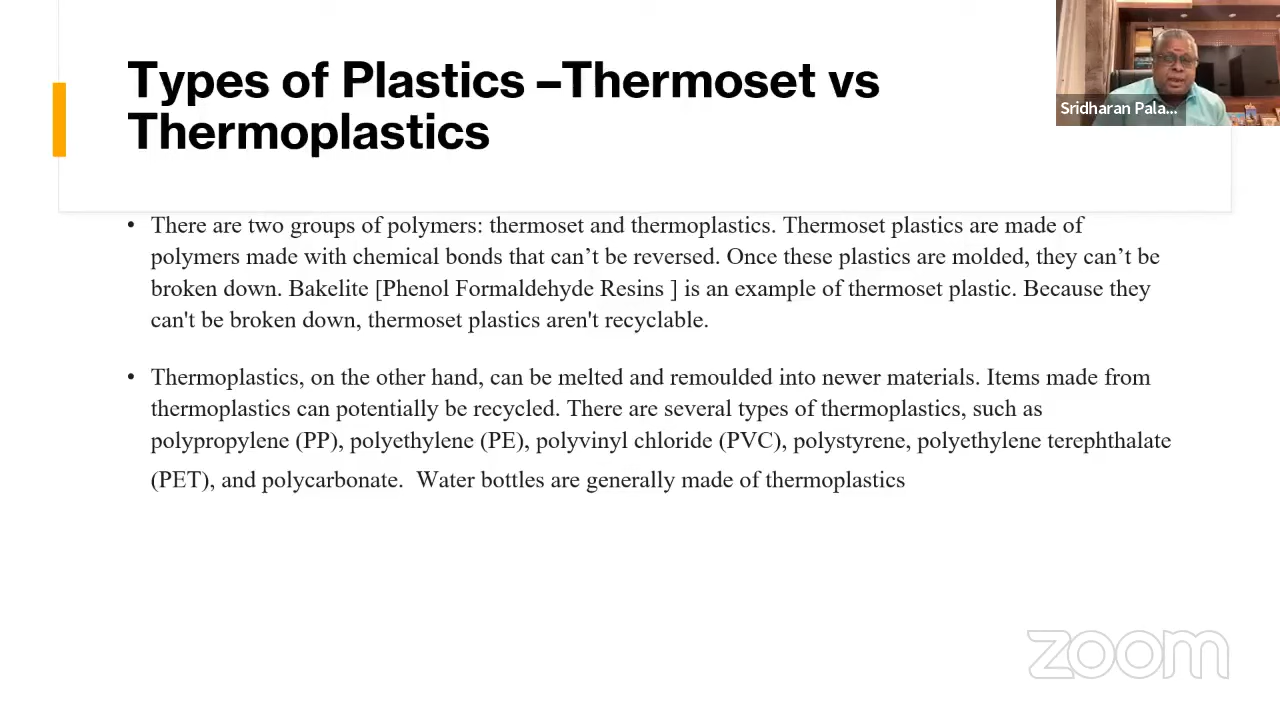 Types of Plastics –Thermoset vs
Thermoplastics
Sridharan Pala...
• There are two groups of polymers: thermoset and thermoplastics. Thermoset plastics are made of
polymers made with chemical bonds that can’t be reversed. Once these plastics are molded, they can’t be
broken down. Bakelite [Phenol Formaldehyde Resins ] is an example of thermoset plastic. Because they
can't be broken down, thermoset plastics aren't recyclable.
• Thermoplastics, on the other hand, can be melted and remoulded into newer materials. Items made from
thermoplastics can potentially be recycled. There are several types of thermoplastics, such as
polypropylene (PP), polyethylene (PE), polyvinyl chloride (PVC), polystyrene, polyethylene terephthalate
(PET), and polycarbonate.  Water bottles are generally made of thermoplastics
zoom